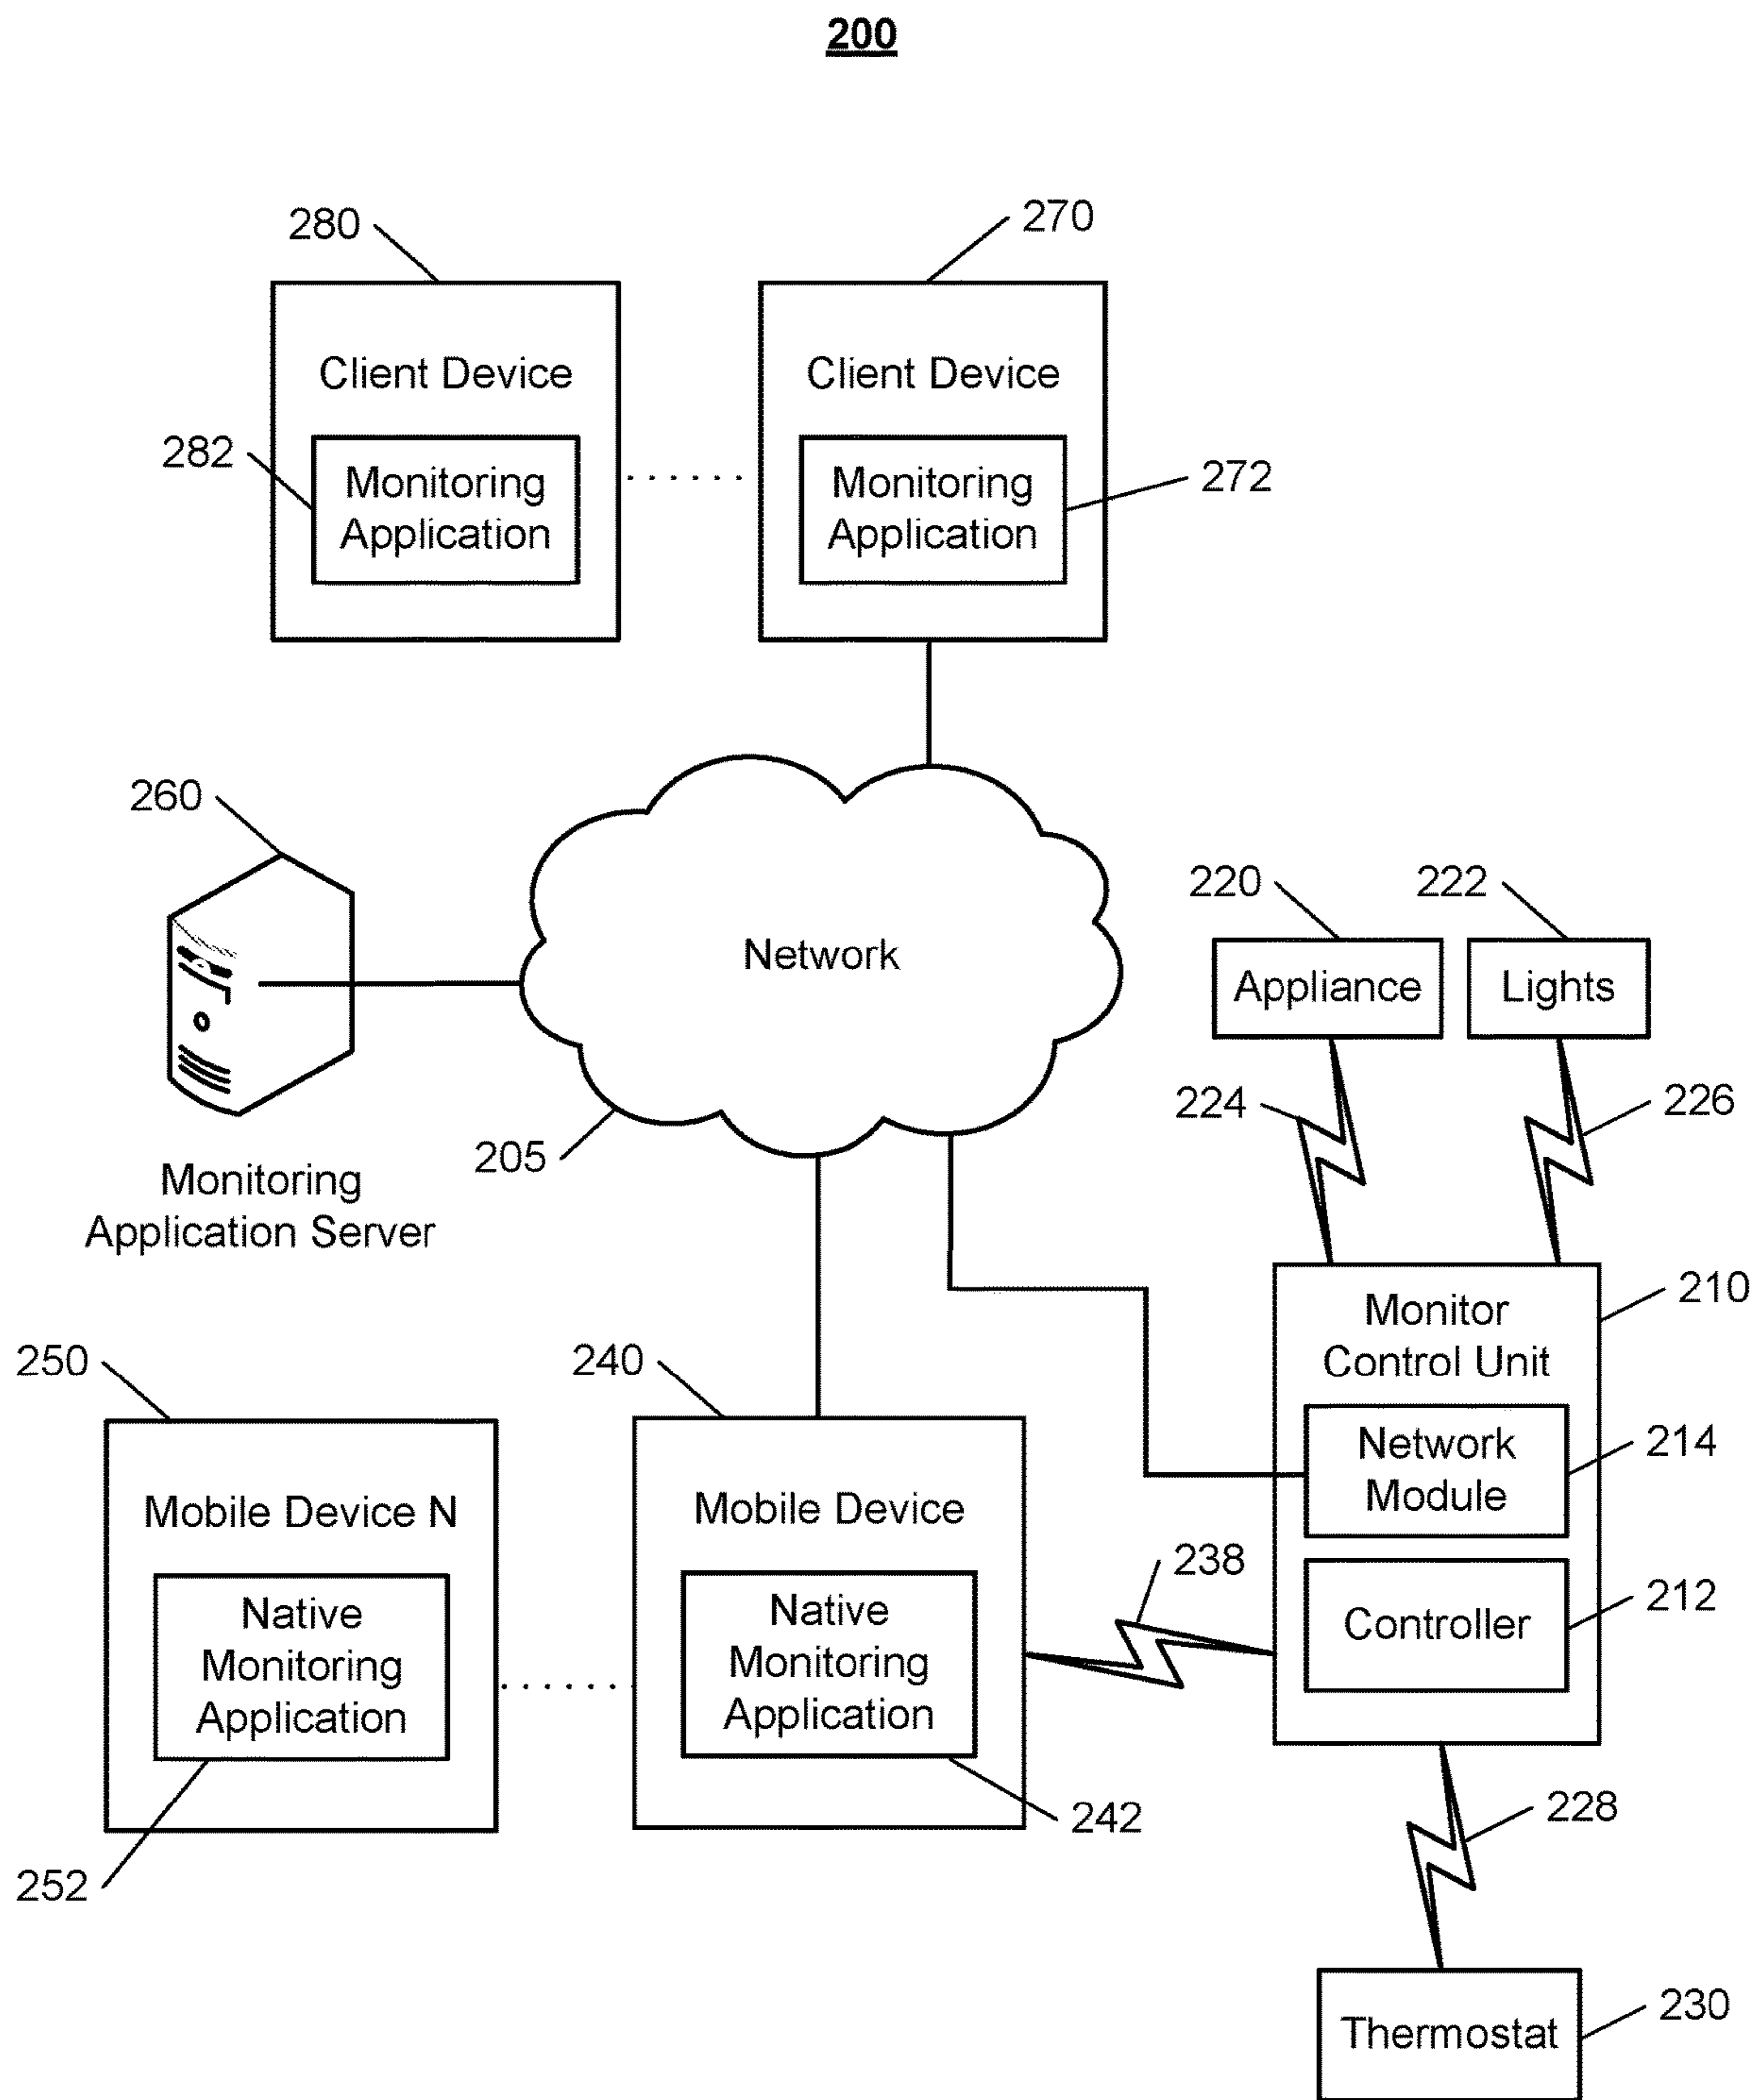 200
280
270
Client Device
Client Device
282
Monitoring
Application
Monitoring
Application
272
260
Network
220
222
Appliance
Lights
224
226
205
Monitoring
Application Server
210
Monitor
Control Unit
250
240
Network
Module
214
Mobile Device N
Mobile Device
238
Controller
212
Native
Monitoring
Application
Native
Monitoring
Application
242
228
252
230
Thermostat